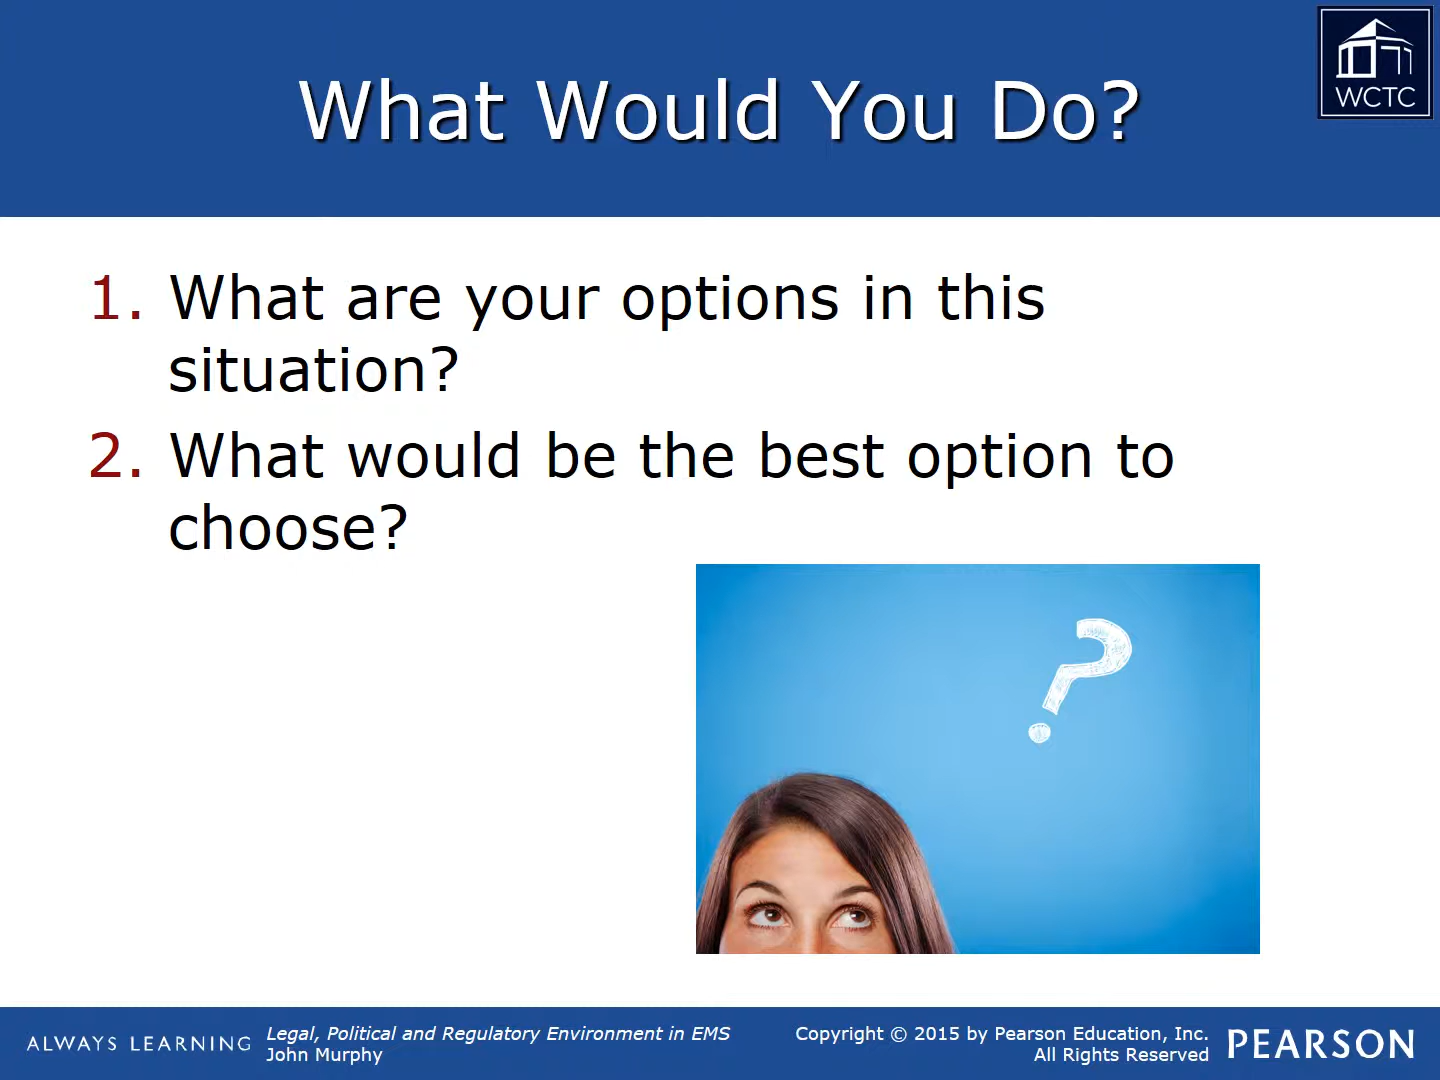 What Would You Do?
WCTC
1. What are your options in this
situation?
2. What would be the best option to
choose?
?
ALWAYS LEARNING
Legal, Political and Regulatory Environment in EMS
John Murphy
Copyright © 2015 by Pearson Education, Inc.
All Rights Reserved
PEARSON